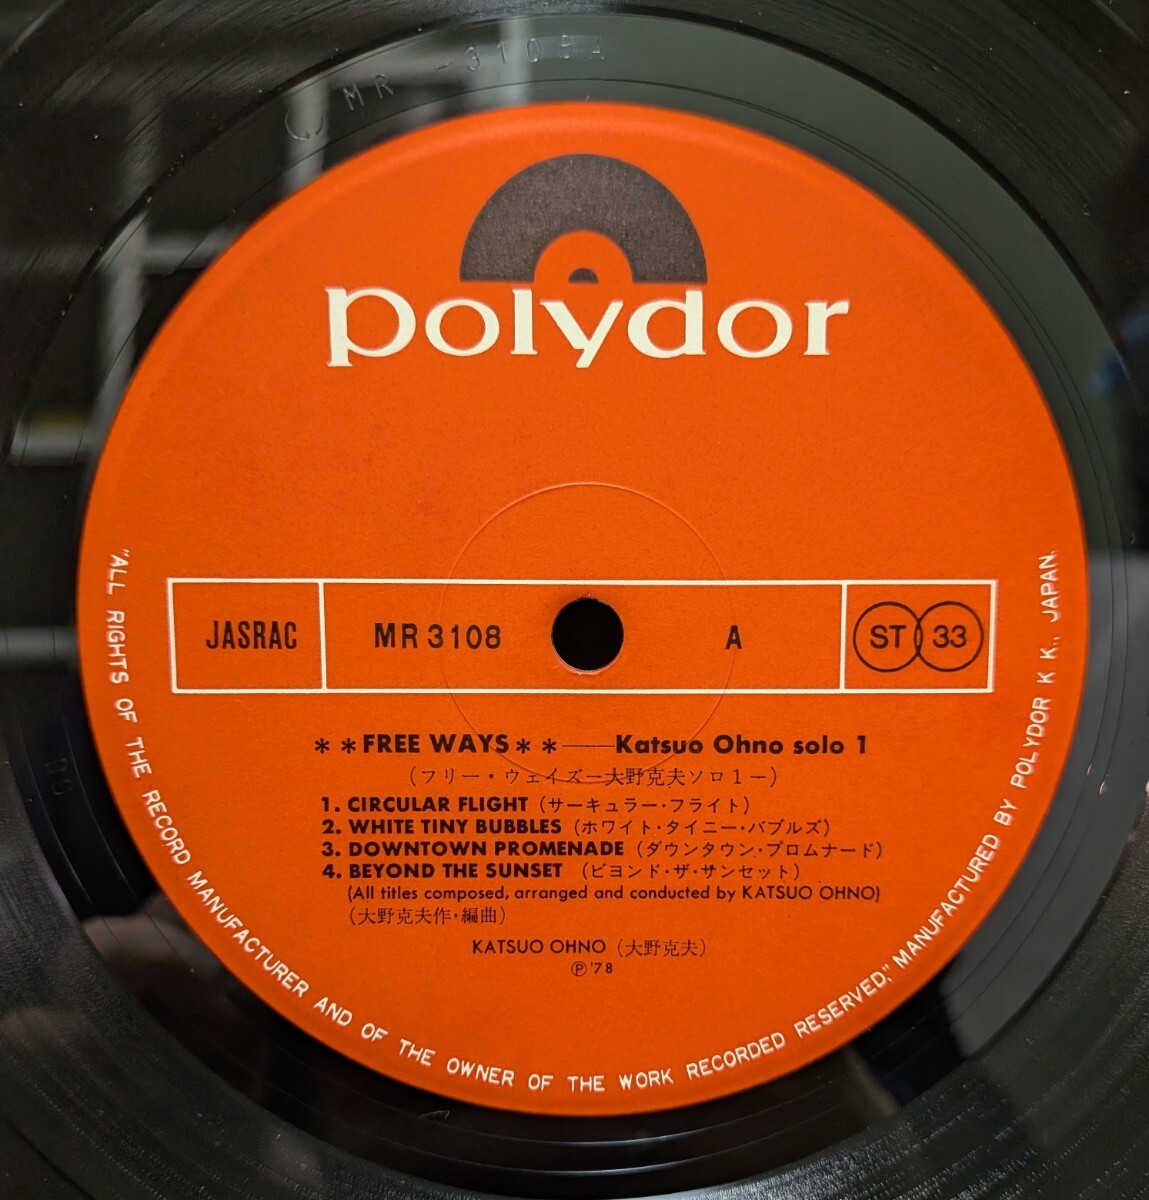 MR-3108A
polydor
JASRAC MR 3108 A ST 33
**FREE WAYS**——Katsuo Ohno solo 1
(フリー・ウェイズ—大野克夫ソロ1—)
1. CIRCULAR FLIGHT (サーキュラー・フライト)
2. WHITE TINY BUBBLES (ホワイト・タイニー・バブルズ)
3. DOWNTOWN PROMENADE (ダウンタウン・プロムナード)
4. BEYOND THE SUNSET (ビヨンド・ザ・サンセット)
(All titles composed, arranged and conducted by KATSUO OHNO)
(大野克夫作・編曲)
KATSUO OHNO (大野克夫)
Ⓟ'78
"ALL RIGHTS OF THE RECORD MANUFACTURER AND OF THE OWNER OF THE WORK RECORDED RESERVED," MANUFACTURED BY POLYDOR K K., JAPAN.